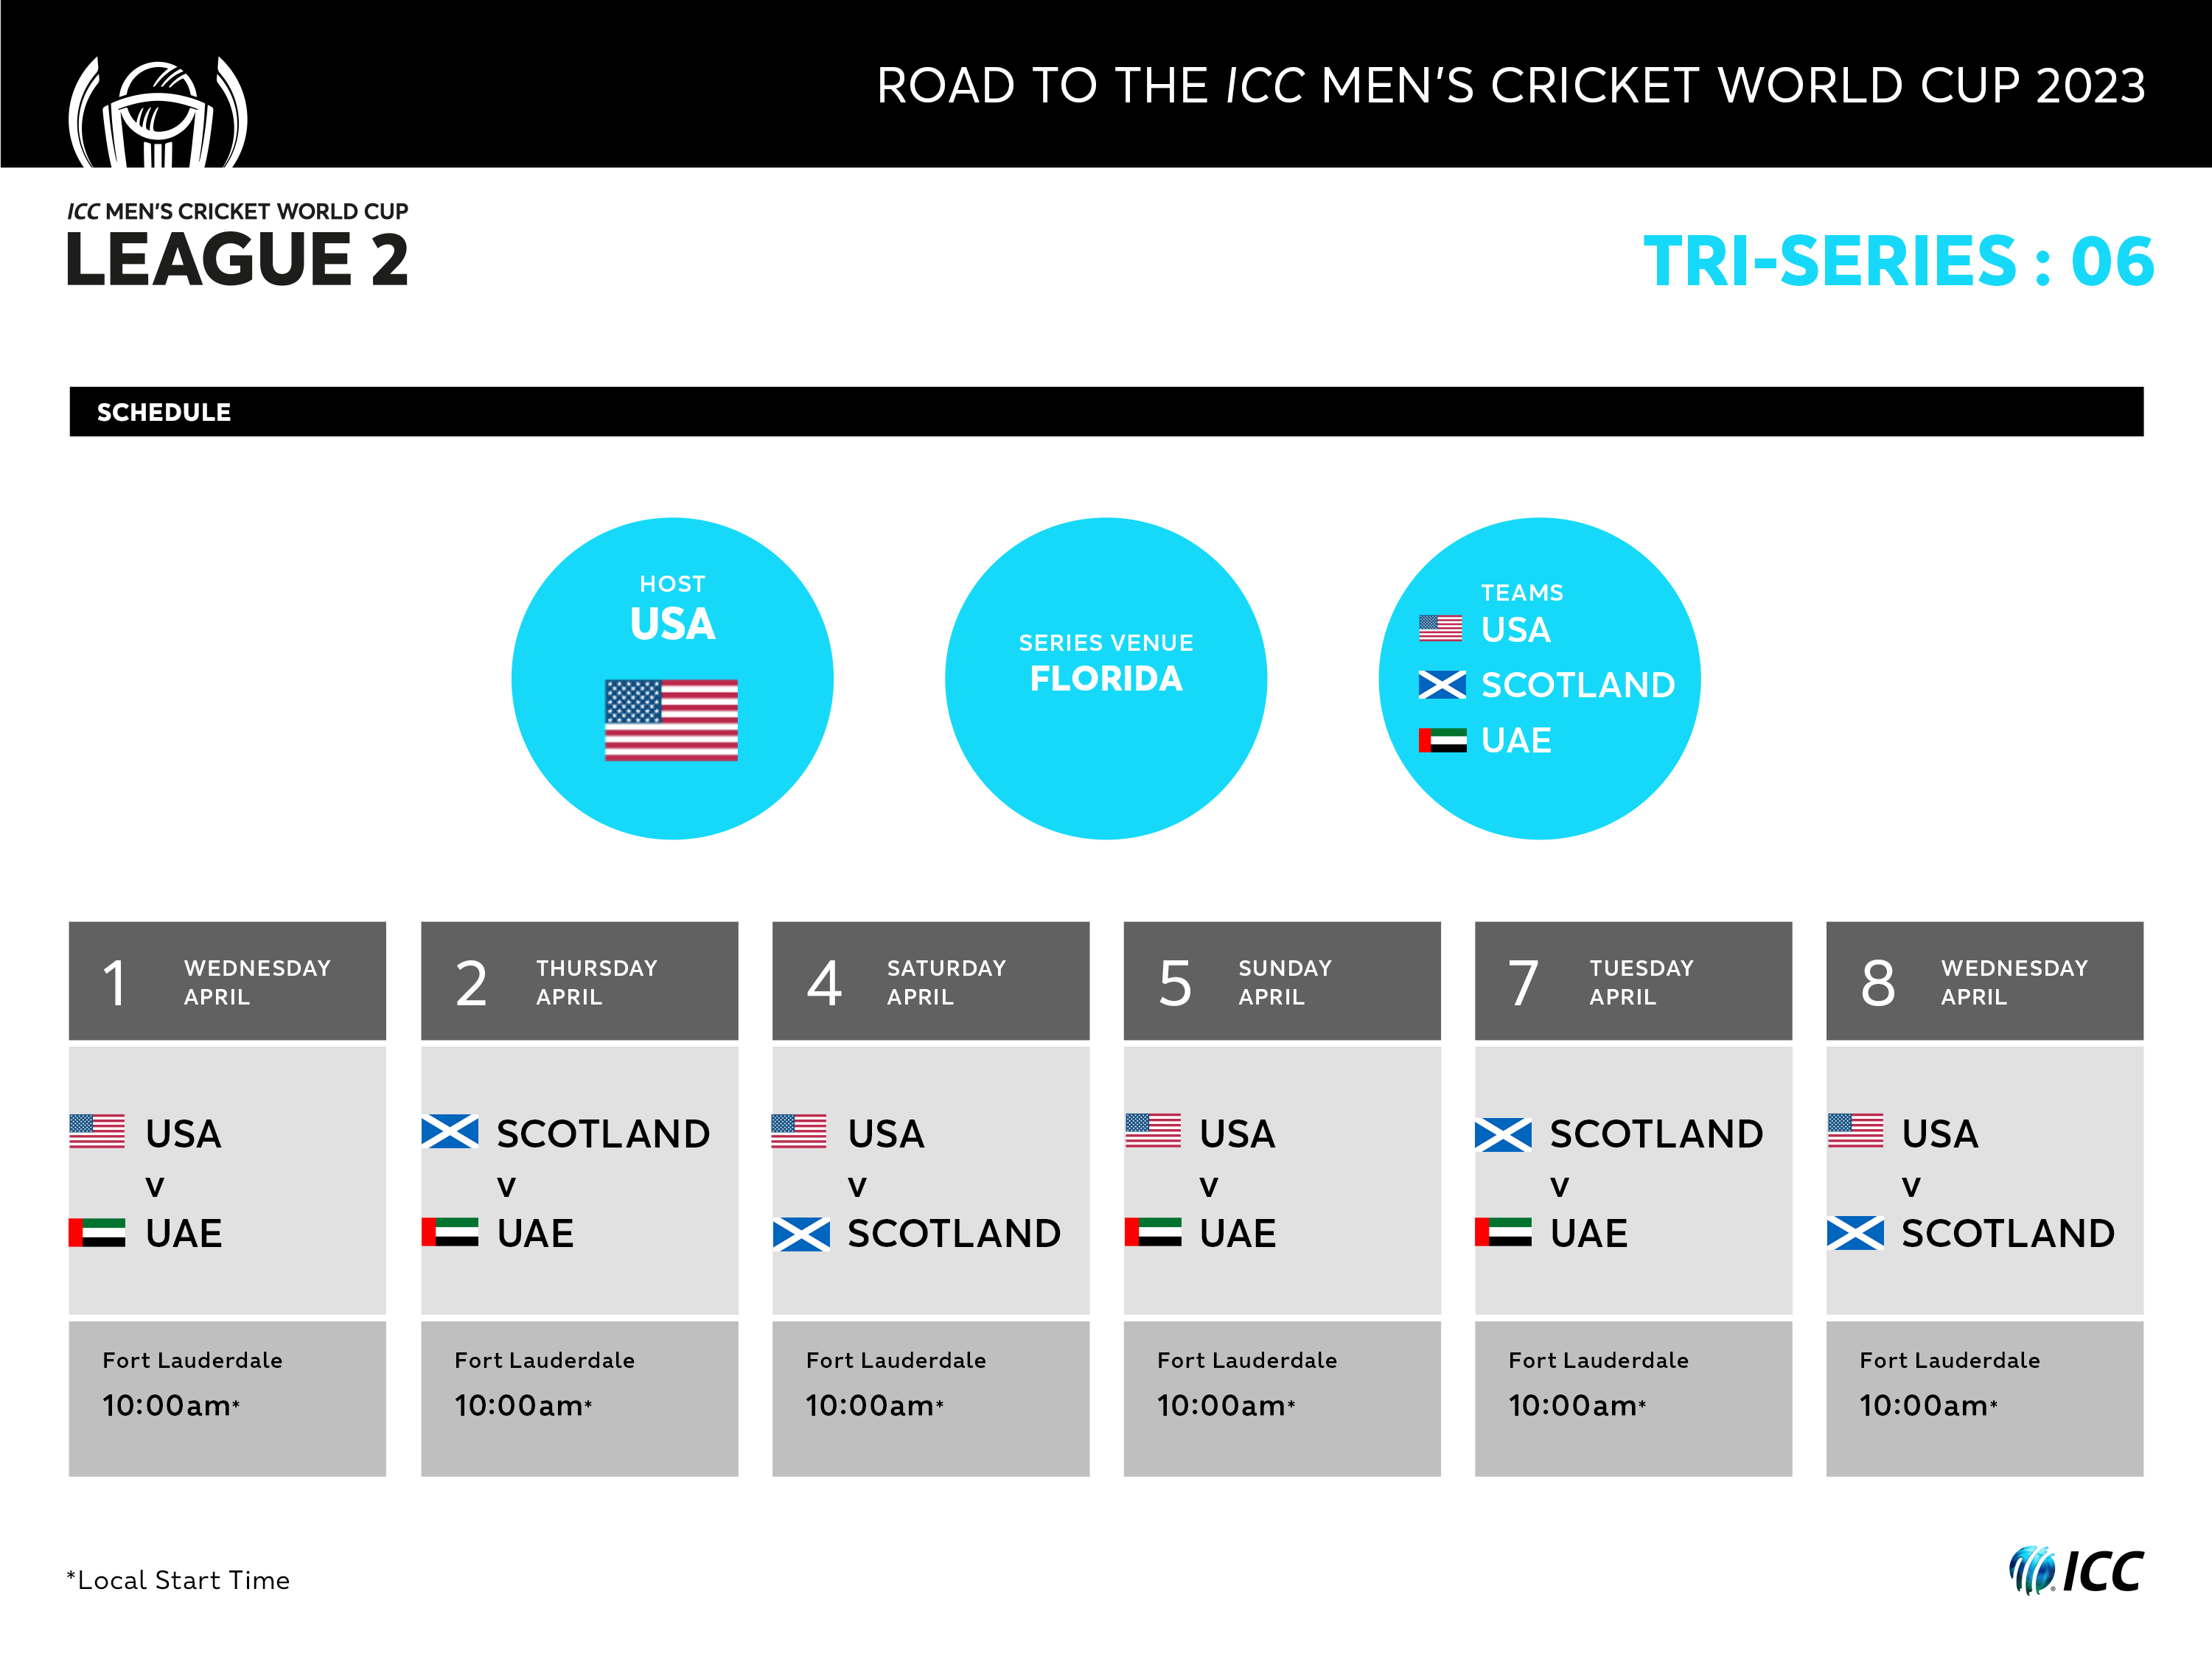 ROAD TO THE ICC MEN'S CRICKET WORLD CUP 2023
ICC MEN'S CRICKET WORLD CUP
LEAGUE 2
TRI-SERIES : 06
SCHEDULE
HOST
USA
SERIES VENUE
FLORIDA
TEAMS
USA
SCOTLAND
UAE
1 WEDNESDAY
APRIL
USA
v
UAE
Fort Lauderdale
10:00am*
2 THURSDAY
APRIL
SCOTLAND
v
UAE
Fort Lauderdale
10:00am*
4 SATURDAY
APRIL
USA
v
SCOTLAND
Fort Lauderdale
10:00am*
5 SUNDAY
APRIL
USA
v
UAE
Fort Lauderdale
10:00am*
7 TUESDAY
APRIL
SCOTLAND
v
UAE
Fort Lauderdale
10:00am*
8 WEDNESDAY
APRIL
USA
v
SCOTLAND
Fort Lauderdale
10:00am*
*Local Start Time
ICC